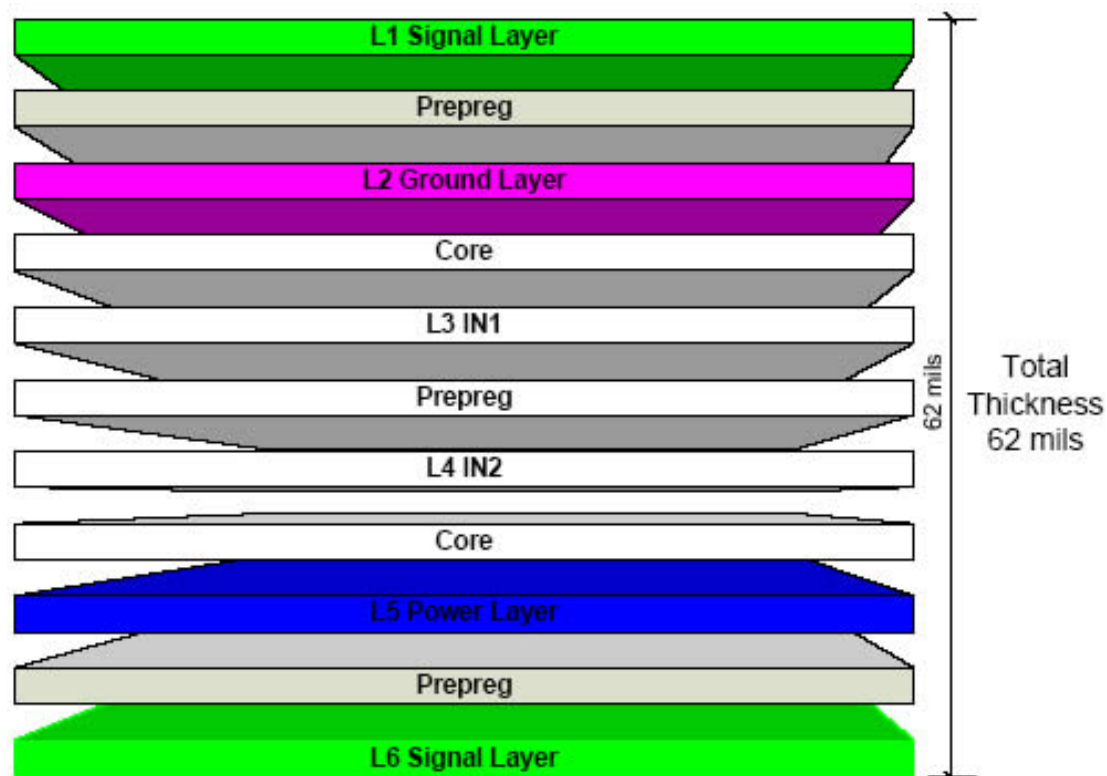 L1 Signal Layer
Prepreg
L2 Ground Layer
Core
L3 IN1
Prepreg
L4 IN2
Core
L5 Power Layer
Prepreg
L6 Signal Layer
62 mils
Total
Thickness
62 mils